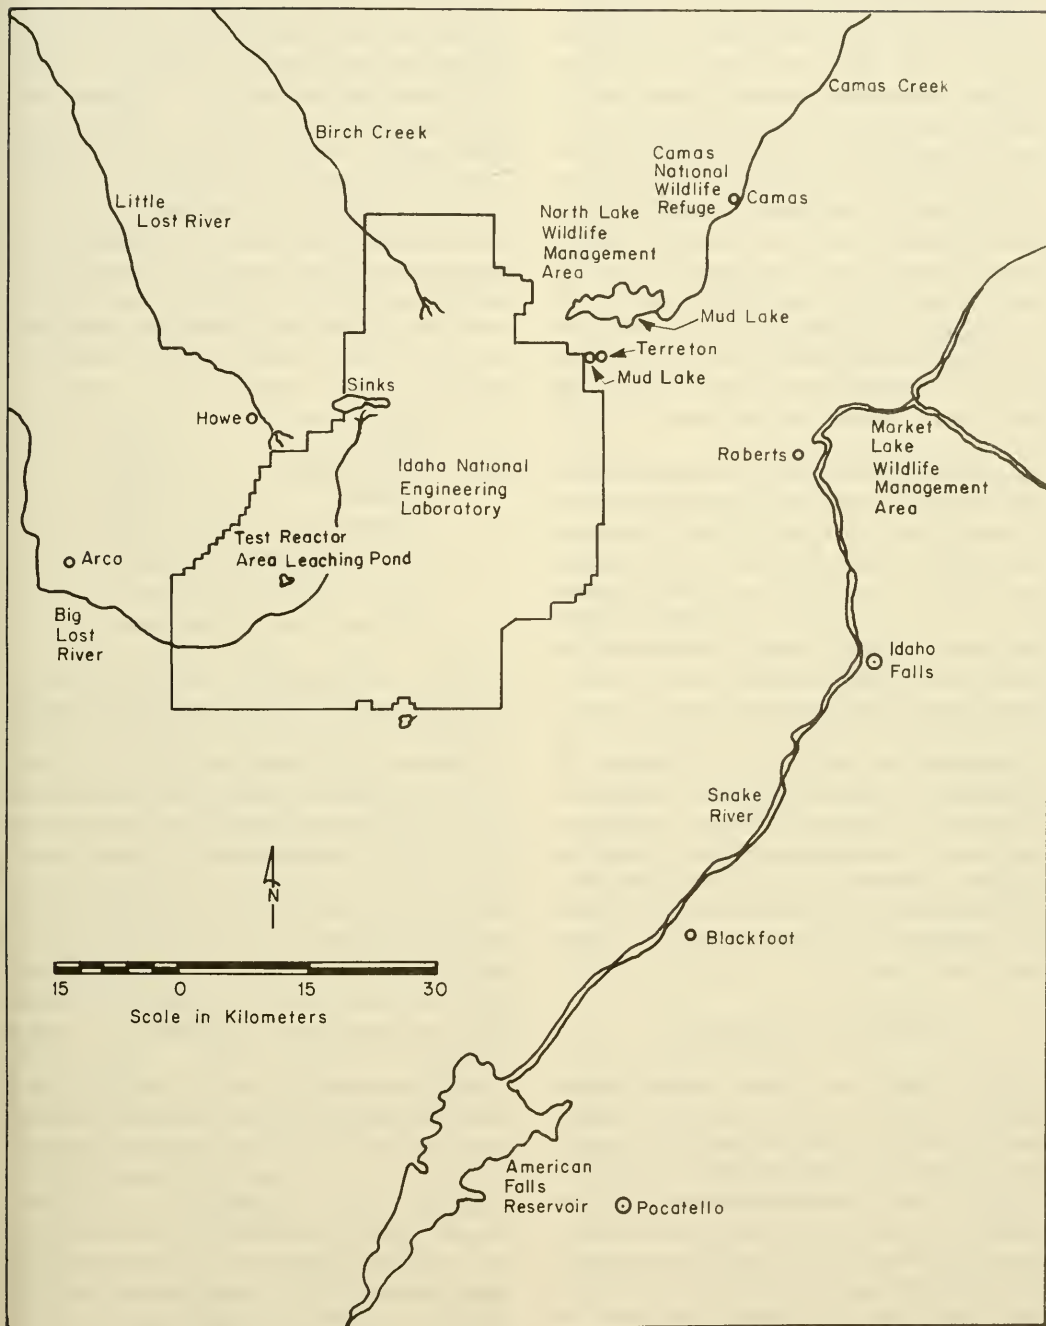 Camas Creek
Birch Creek
Camas
National
Wildlife
Refuge
Camas
Little
Lost River
North Lake
Wildlife
Management
Area
Mud Lake
Terreton
Mud Lake
Sinks
Howe
Market
Lake
Wildlife
Management
Area
Roberts
Idaho National
Engineering
Laboratory
Test Reactor
Area Leaching Pond
Arco
Big
Lost
River
Idaho
Falls
Snake
River
N
Blackfoot
15 0 15 30
Scale in Kilometers
American
Falls
Reservoir
Pocatello